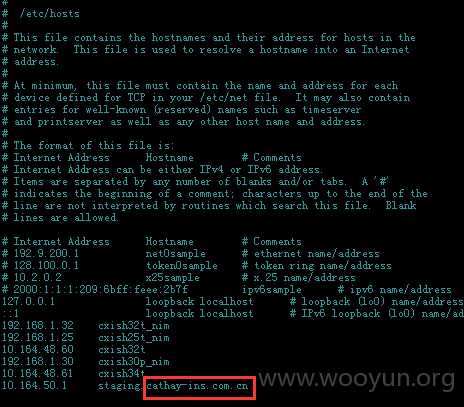 #
#  /etc/hosts
#
# This file contains the hostnames and their address for hosts in the
# network.  This file is used to resolve a hostname into an Internet
# address.
#
# At minimum, this file must contain the name and address for each
# device defined for TCP in your /etc/net file.  It may also contain
# entries for well-known (reserved) names such as timeserver
# and printserver as well as any other host name and address.
#
# The format of this file is:
# Internet Address      Hostname        # Comments
# Internet Address can be either IPv4 or IPv6 address.
# Items are separated by any number of blanks and/or tabs.  A '#'
# indicates the beginning of a comment; characters up to the end of the
# line are not interpreted by routines which search this file.  Blank
# lines are allowed.
# Internet Address      Hostname        # Comments
# 192.9.200.1           net0sample      # ethernet name/address
# 128.100.0.1           token0sample    # token ring name/address
# 10.2.0.2              x25sample       # x.25 name/address
# 2000:1:1:1:209:6bff:feee:2b7f         ipv6sample      # ipv6 name/address
127.0.0.1               loopback localhost      # loopback (lo0) name/address
::1                     loopback localhost      # IPv6 loopback (lo0) name/address
192.168.1.32    cxish32t_nim
192.168.1.25    cxish25t_nim
10.164.48.60    cxish32t
192.168.1.30    cxish30p_nim
10.164.48.61    cxish34t
10.164.50.1     staging.cathay-ins.com.cn
www.wooyun.org